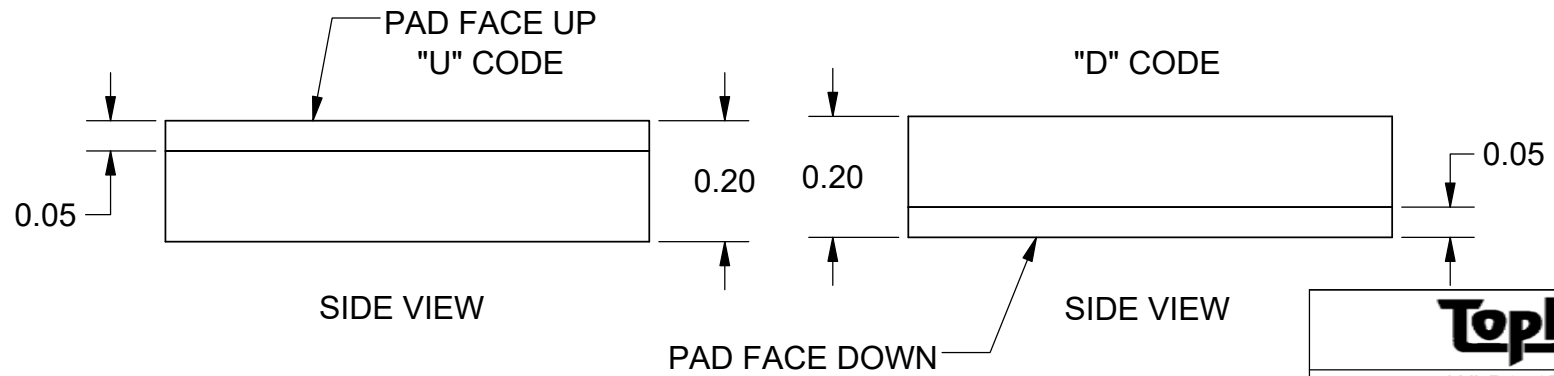 PAD FACE UP
"U" CODE
"D" CODE
0.05
0.20
0.20
0.05
SIDE VIEW
SIDE VIEW
PAD FACE DOWN